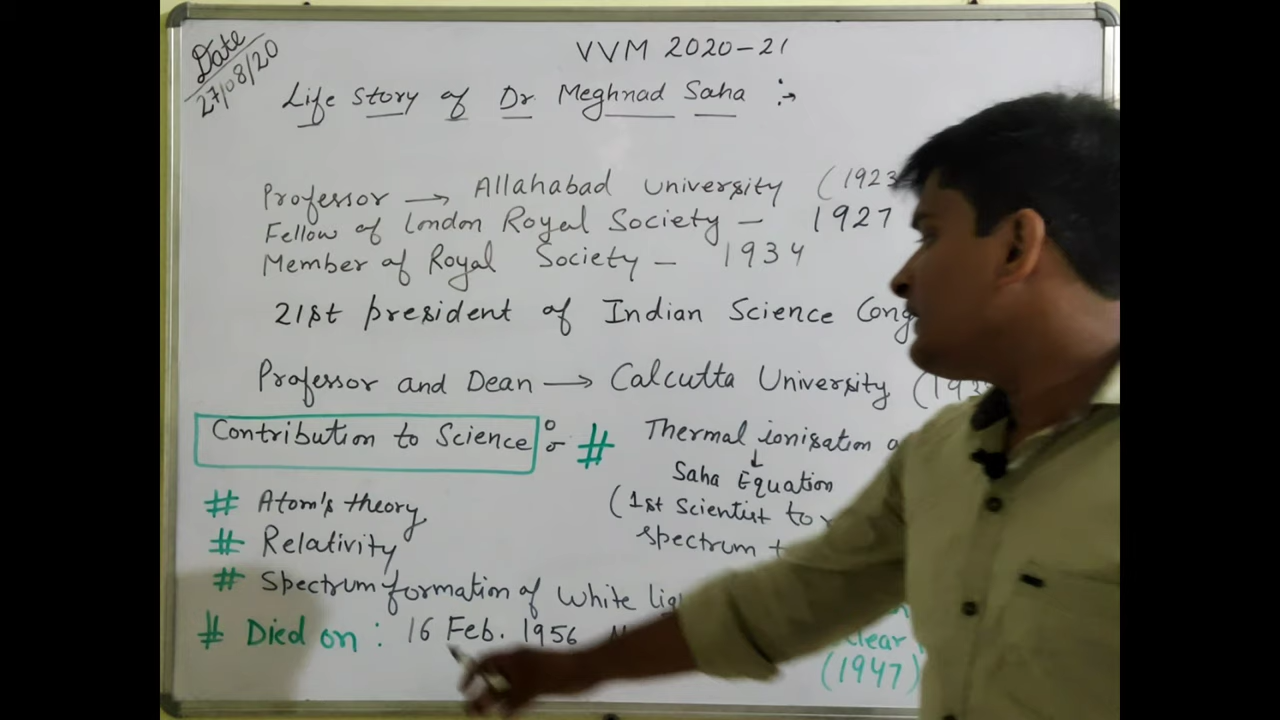 Date
27/08/20
VVM 2020-21
Life Story of Dr. Meghnad Saha :→
Professor → Allahabad University (1923
Fellow of London Royal Society – 1927
Member of Royal Society – 1934
21st president of Indian Science Cong
Professor and Dean → Calcutta University (193
Contribution to Science :-
# Thermal ionisation
↓
Saha Equation
(1st Scientist to
spectrum
# Atom's theory
# Relativity
# Spectrum formation of White lig
# Died on : 16 Feb. 1956
clear
(1947)